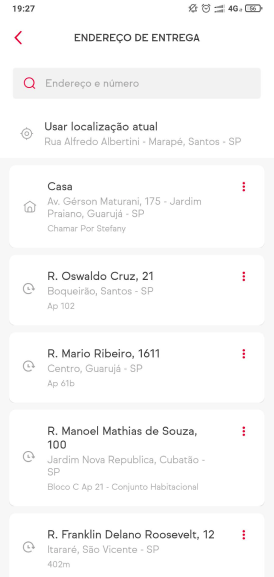 19:27
4G 56
ENDEREÇO DE ENTREGA
Endereço e número
Usar localização atual
Rua Alfredo Albertini - Marapé, Santos - SP
Casa
Av. Gérson Maturani, 175 - Jardim
Praiano, Guarujá - SP
Chamar Por Stefany
R. Oswaldo Cruz, 21
Boqueirão, Santos - SP
Ap 102
R. Mario Ribeiro, 1611
Centro, Guarujá - SP
Ap 61b
R. Manoel Mathias de Souza,
100
Jardim Nova Republica, Cubatão -
SP
Bloco C Ap 21 - Conjunto Habitacional
R. Franklin Delano Roosevelt, 12
Itararé, São Vicente - SP
402m